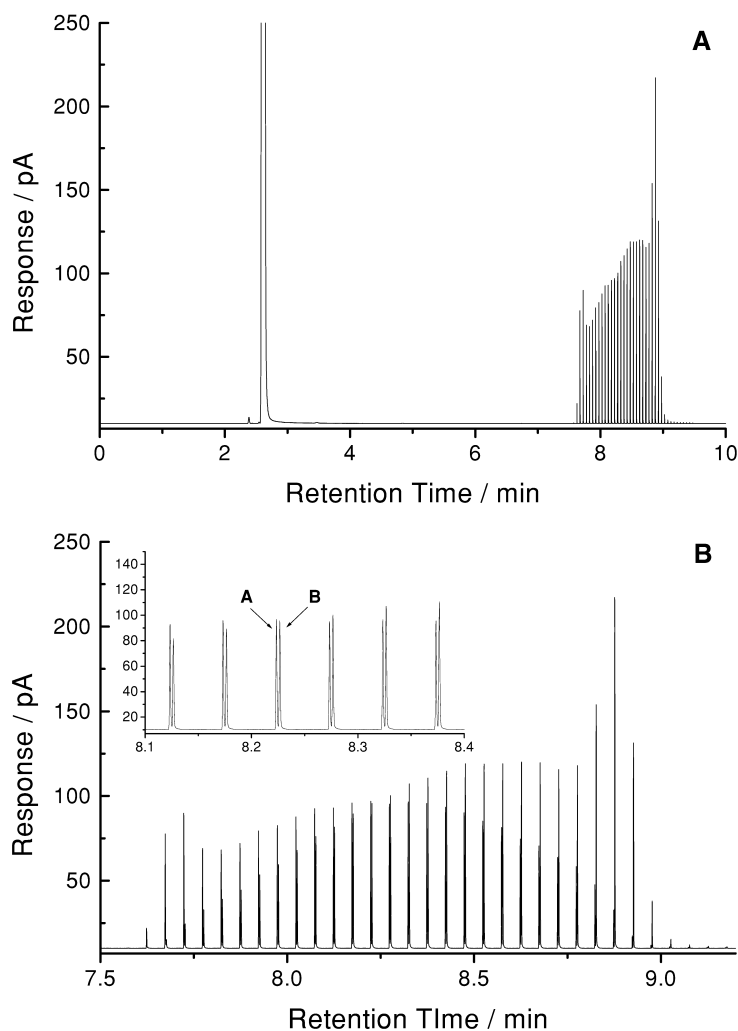 250
A
200
150
100
50
0 2 4 6 8 10
Response / pA
Retention Time / min
250
B
200
150
100
50
7.5 8.0 8.5 9.0
Response / pA
Retention TIme / min
140
120
100
80
60
40
20
A B
8.1 8.2 8.3 8.4